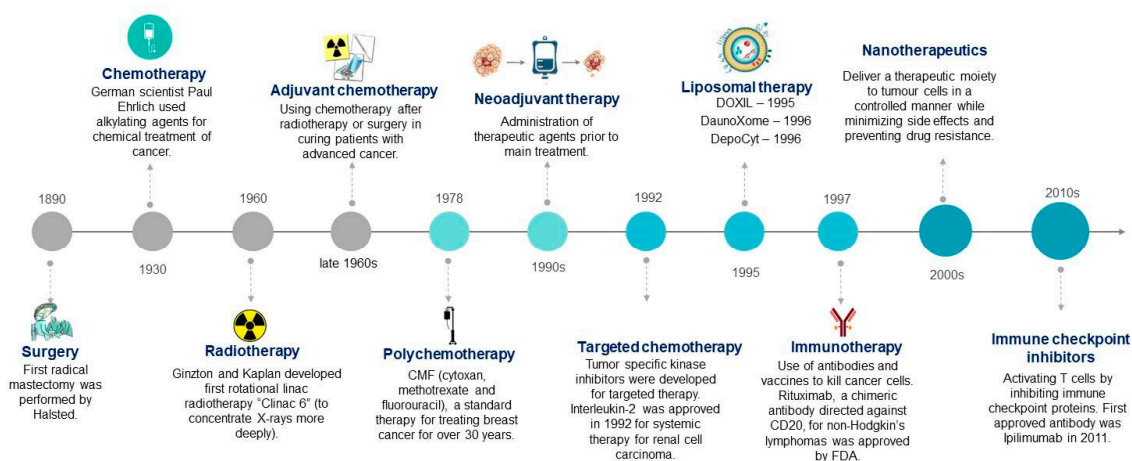 Chemotherapy
German scientist Paul
Ehrlich used
alkylating agents for
chemical treatment of
cancer.
Adjuvant chemotherapy
Using chemotherapy after
radiotherapy or surgery in
curing patients with
advanced cancer.
Neoadjuvant therapy
Administration of
therapeutic agents prior to
main treatment.
Liposomal therapy
DOXIL – 1995
DaunoXome – 1996
DepoCyt – 1996
Nanotherapeutics
Deliver a therapeutic moiety
to tumour cells in a
controlled manner while
minimizing side effects and
preventing drug resistance.
1890
1930
1960
late 1960s
1978
1990s
1992
1995
1997
2000s
2010s
Surgery
First radical
mastectomy was
performed by
Halsted.
Radiotherapy
Ginzton and Kaplan developed
first rotational linac
radiotherapy “Clinac 6” (to
concentrate X-rays more
deeply).
Polychemotherapy
CMF (cytoxan,
methotrexate and
fluorouracil), a standard
therapy for treating breast
cancer for over 30 years.
Targeted chemotherapy
Tumor specific kinase
inhibitors were developed
for targeted therapy.
Interleukin-2 was approved
in 1992 for systemic
therapy for renal cell
carcinoma.
Immunotherapy
Use of antibodies and
vaccines to kill cancer cells.
Rituximab, a chimeric
antibody directed against
CD20, for non-Hodgkin’s
lymphomas was approved
by FDA.
Immune checkpoint
inhibitors
Activating T cells by
inhibiting immune
checkpoint proteins. First
approved antibody was
Ipilimumab in 2011.